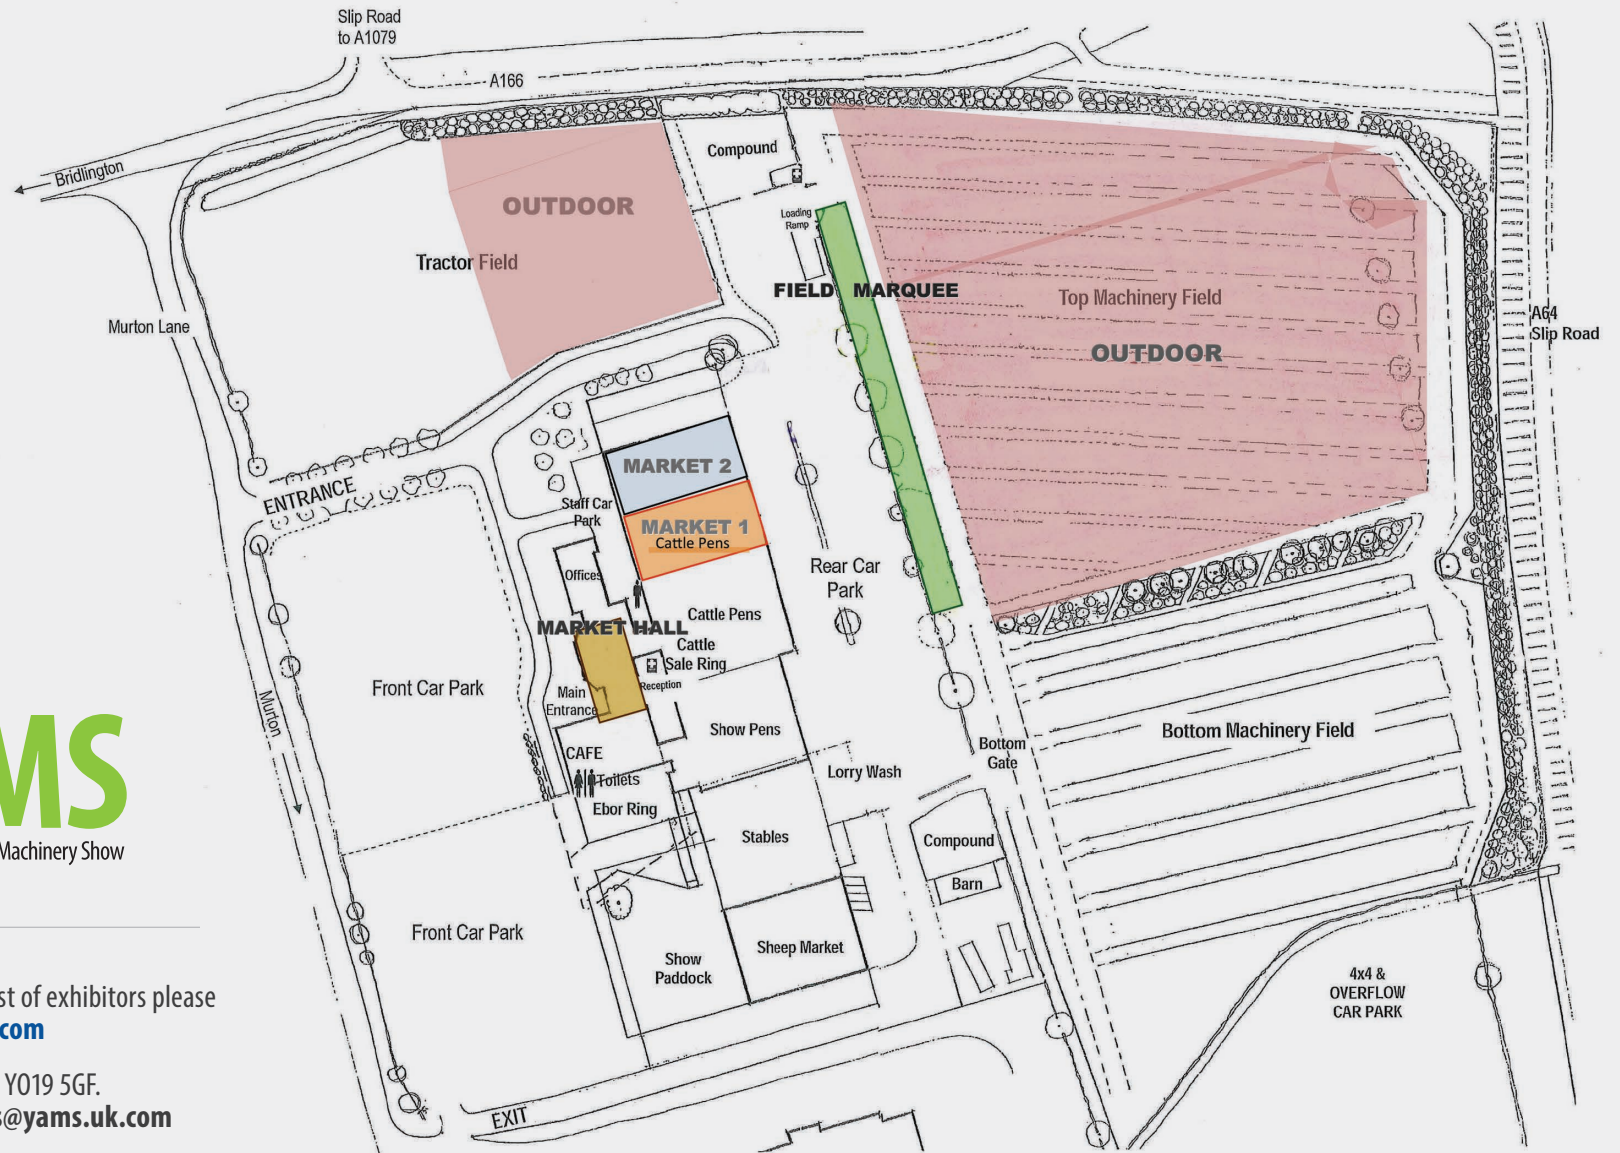 Slip Road
to A1079
A166
Bridlington
Compound
Loading
Ramp
OUTDOOR
Tractor Field
FIELD MARQUEE
Top Machinery Field
OUTDOOR
A64
Slip Road
Murton Lane
ENTRANCE
MARKET 2
Staff Car
Park
MARKET 1
Cattle Pens
Offices
Rear Car
Park
Cattle Pens
MARKET HALL
Cattle
Sale Ring
Reception
Main
Entrance
Front Car Park
Murton
Show Pens
Bottom Machinery Field
Bottom
Gate
CAFE
Toilets
Ebor Ring
Lorry Wash
Stables
Compound
Barn
MS
Machinery Show
Front Car Park
Show
Paddock
Sheep Market
4x4 &
OVERFLOW
CAR PARK
st of exhibitors please
.com
YO19 5GF.
s@yams.uk.com
EXIT